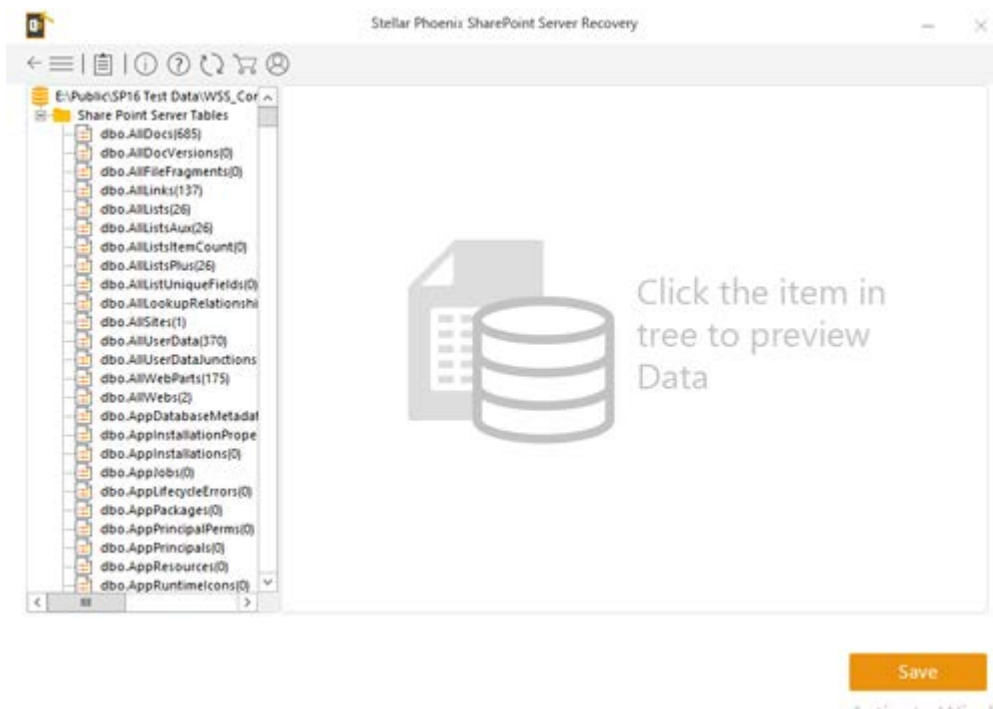 Stellar Phoenix SharePoint Server Recovery
E:\Public\SP16 Test Data\WSS_Cor
Share Point Server Tables
dbo.AllDocs(685)
dbo.AllDocVersions(0)
dbo.AllFileFragments(0)
dbo.AllLinks(137)
dbo.AllLists(26)
dbo.AllListsAux(26)
dbo.AllListsItemCount(0)
dbo.AllListsPlus(26)
dbo.AllListUniqueFields(0)
dbo.AllLookupRelationshi
dbo.AllSites(1)
dbo.AllUserData(370)
dbo.AllUserDataJunctions
dbo.AllWebParts(175)
dbo.AllWebs(2)
dbo.AppDatabaseMetadat
dbo.AppInstallationPrope
dbo.AppInstallations(0)
dbo.AppJobs(0)
dbo.AppLifecycleErrors(0)
dbo.AppPackages(0)
dbo.AppPrincipalPerms(0)
dbo.AppPrincipals(0)
dbo.AppResources(0)
dbo.AppRuntimeIcons(0)
Click the item in
tree to preview
Data
Save